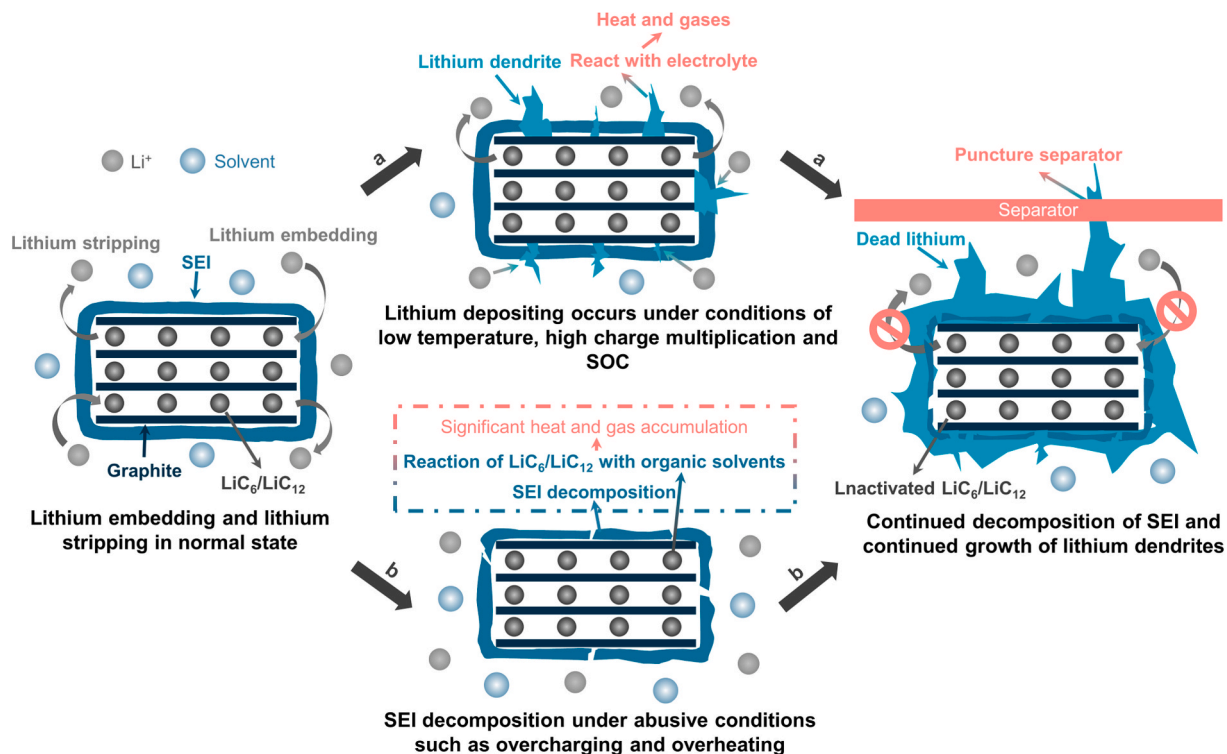 Li⁺
Solvent
Lithium stripping
Lithium embedding
SEI
Graphite
LiC₆/LiC₁₂
Lithium embedding and lithium
stripping in normal state
a
Heat and gases
Lithium dendrite
React with electrolyte
Lithium depositing occurs under conditions of
low temperature, high charge multiplication and
SOC
b
Significant heat and gas accumulation
Reaction of LiC₆/LiC₁₂ with organic solvents
SEI decomposition
SEI decomposition under abusive conditions
such as overcharging and overheating
a
b
Puncture separator
Separator
Dead lithium
Lnactivated LiC₆/LiC₁₂
Continued decomposition of SEI and
continued growth of lithium dendrites